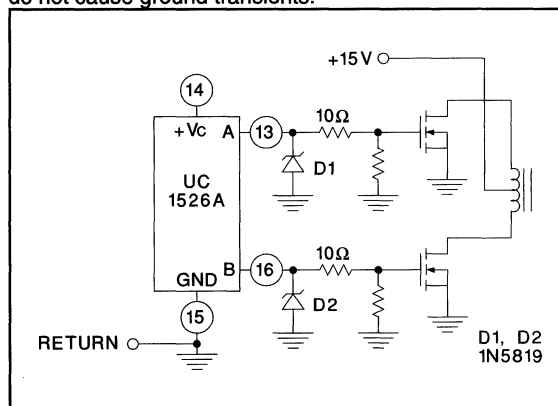 do not cause ground transients.
+15V
14
10Ω
+VC A 13
D1
UC
1526A
10Ω
B 16
GND
D2
15
RETURN
D1, D2
1N5819